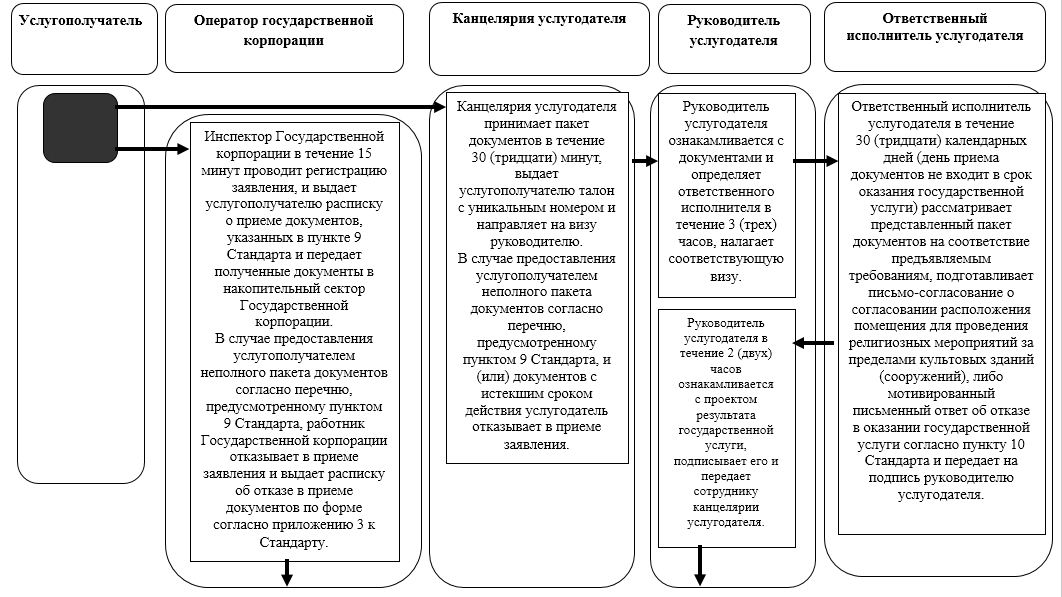 Услугополучатель
Оператор государственной
корпорации
Канцелярия услугодателя
Руководитель
услугодателя
Ответственный
исполнитель услугодателя
Инспектор Государственной
корпорации в течение 15
минут проводит регистрацию
заявления, и выдает
услугополучателю расписку
о приеме документов,
указанных в пункте 9
Стандарта и передает
полученные документы в
накопительный сектор
Государственной
корпорации.
В случае предоставления
услугополучателем
неполного пакета документов
согласно перечню,
предусмотренному пунктом
9 Стандарта, работник
Государственной корпорации
отказывает в приеме
заявления и выдает расписку
об отказе в приеме
документов по форме
согласно приложению 3 к
Стандарту.
Канцелярия услугодателя
принимает пакет
документов в течение
30 (тридцати) минут,
выдает
услугополучателю талон
с уникальным номером и
направляет на визу
руководителю.
В случае предоставления
услугополучателем
неполного пакета
документов согласно
перечню,
предусмотренному
пунктом 9 Стандарта, и
(или) документов с
истекшим сроком
действия услугодатель
отказывает в приеме
заявления.
Руководитель
услугодателя
ознакамливается с
документами и
определяет
ответственного
исполнителя в
течение 3 (трех)
часов, налагает
соответствующую
визу.
Руководитель
услугодателя в
течение 2 (двух)
часов
ознакамливается
с проектом
результата
государственной
услуги,
подписывает его и
передает
сотруднику
канцелярии
услугодателя.
Ответственный исполнитель
услугодателя в течение
30 (тридцати) календарных
дней (день приема
документов не входит в срок
оказания государственной
услуги) рассматривает
представленный пакет
документов на соответствие
предъявляемым
требованиям, подготавливает
письмо-согласование о
согласовании расположения
помещения для проведения
религиозных мероприятий за
пределами культовых зданий
(сооружений), либо
мотивированный
письменный ответ об отказе
в оказании государственной
услуги согласно пункту 10
Стандарта и передает на
подпись руководителю
услугодателя.